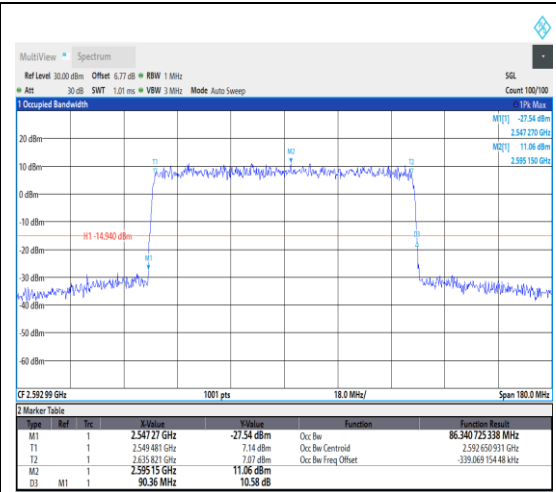 MultiView Spectrum
Ref Level 30.00 dBm Offset 6.77 dB RBW 1 MHz SGL
Att 30 dB SWT 1.01 ms VBW 3 MHz Mode Auto Sweep Count 100/100
1 Occupied Bandwidth 1Pk Max
M1[1] -27.54 dBm
2.547 270 GHz
M2[1] 11.06 dBm
2.595 150 GHz
20 dBm
10 dBm
0 dBm
-10 dBm
-20 dBm
-30 dBm
-40 dBm
-50 dBm
-60 dBm
T1
M2
T2
H1 -14.940 dBm
D3
M1
CF 2.592 99 GHz 1001 pts 18.0 MHz/ Span 180.0 MHz
2 Marker Table
Type Ref Trc X-Value Y-Value Function Function Result
M1 1 2.547 27 GHz -27.54 dBm Occ Bw 86.340 725 338 MHz
T1 1 2.549 481 GHz 7.14 dBm Occ Bw Centroid 2.592 650 931 GHz
T2 1 2.635 821 GHz 7.07 dBm Occ Bw Freq Offset -339.069 154 48 kHz
M2 1 2.595 15 GHz 11.06 dBm
D3 M1 1 90.36 MHz 10.58 dB